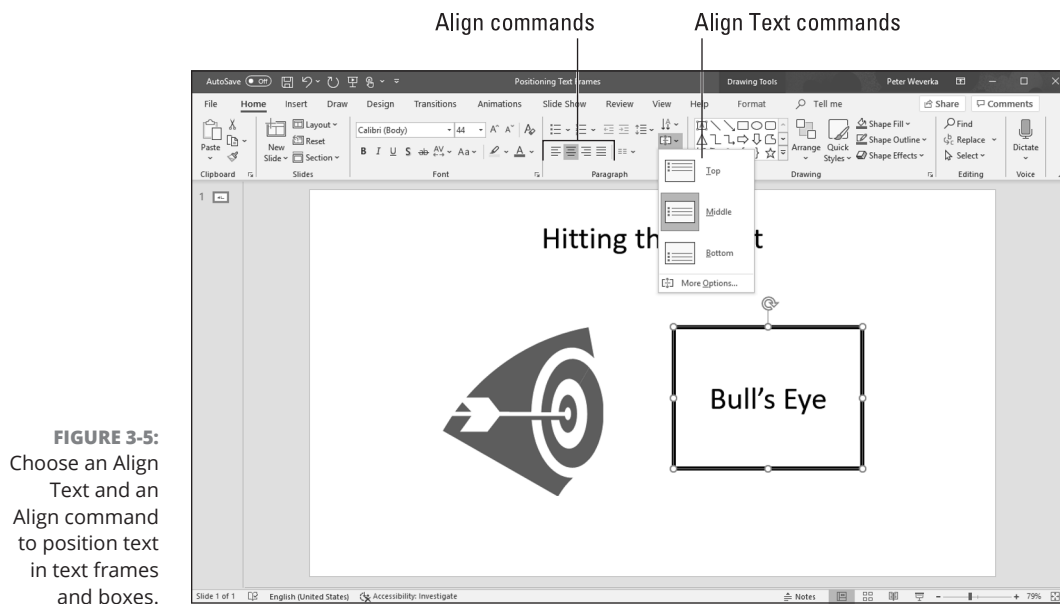 Align commands Align Text commands
AutoSave Off Positioning Text Frames Drawing Tools Peter Weverka
File Home Insert Draw Design Transitions Animations Slide Show Review View Help Format Tell me Share Comments
Layout Calibri (Body) 44 A A A Shape Fill Find
Paste New Reset Arrange Quick Shape Outline Replace Dictate
Slide Section B I U S ab AV Aa A Styles Shape Effects Select
Clipboard Slides Font Paragraph Drawing Editing Voice
Top
1
Middle
Hitting th t
Bottom
More Options...
Bull's Eye
FIGURE 3-5:
Choose an Align
Text and an
Align command
to position text
in text frames
and boxes.
Slide 1 of 1 English (United States) Accessibility: Investigate Notes 79%